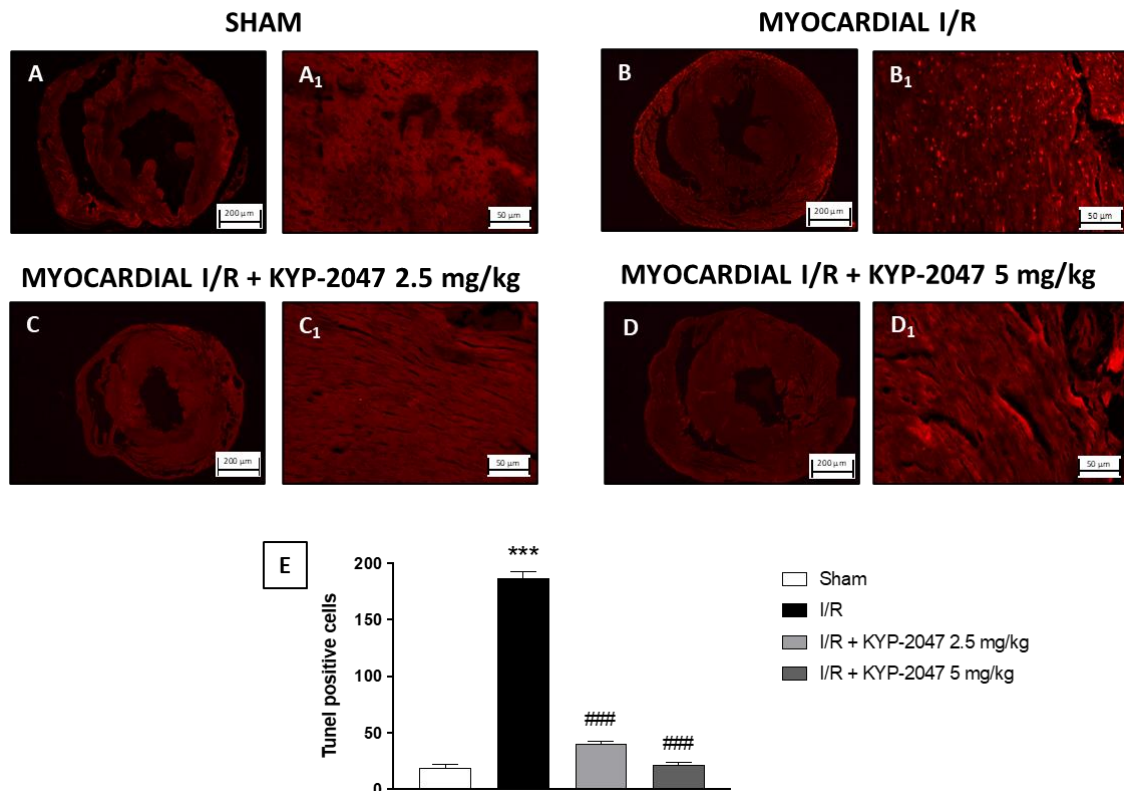 SHAM
MYOCARDIAL I/R
A
A1
B
B1
200 µm
50 µm
200 µm
50 µm
MYOCARDIAL I/R + KYP-2047 2.5 mg/kg
MYOCARDIAL I/R + KYP-2047 5 mg/kg
C
C1
D
D1
200 µm
50 µm
200 µm
50 µm
E
Tunel positive cells
200
150
100
50
0
***
###
###
Sham
I/R
I/R + KYP-2047 2.5 mg/kg
I/R + KYP-2047 5 mg/kg